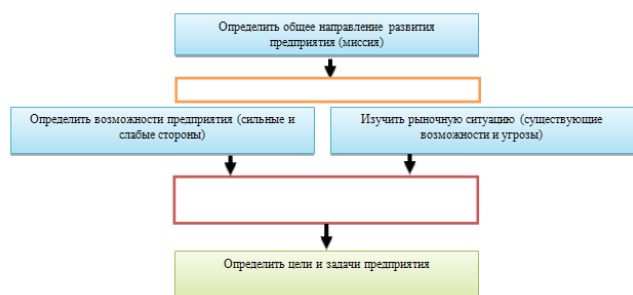 Определить общее направление развития
предприятия (миссия)
Определить возможности предприятия (сильные и
слабые стороны)
Изучить рыночную ситуацию (существующие
возможности и угрозы)
Определить цели и задачи предприятия